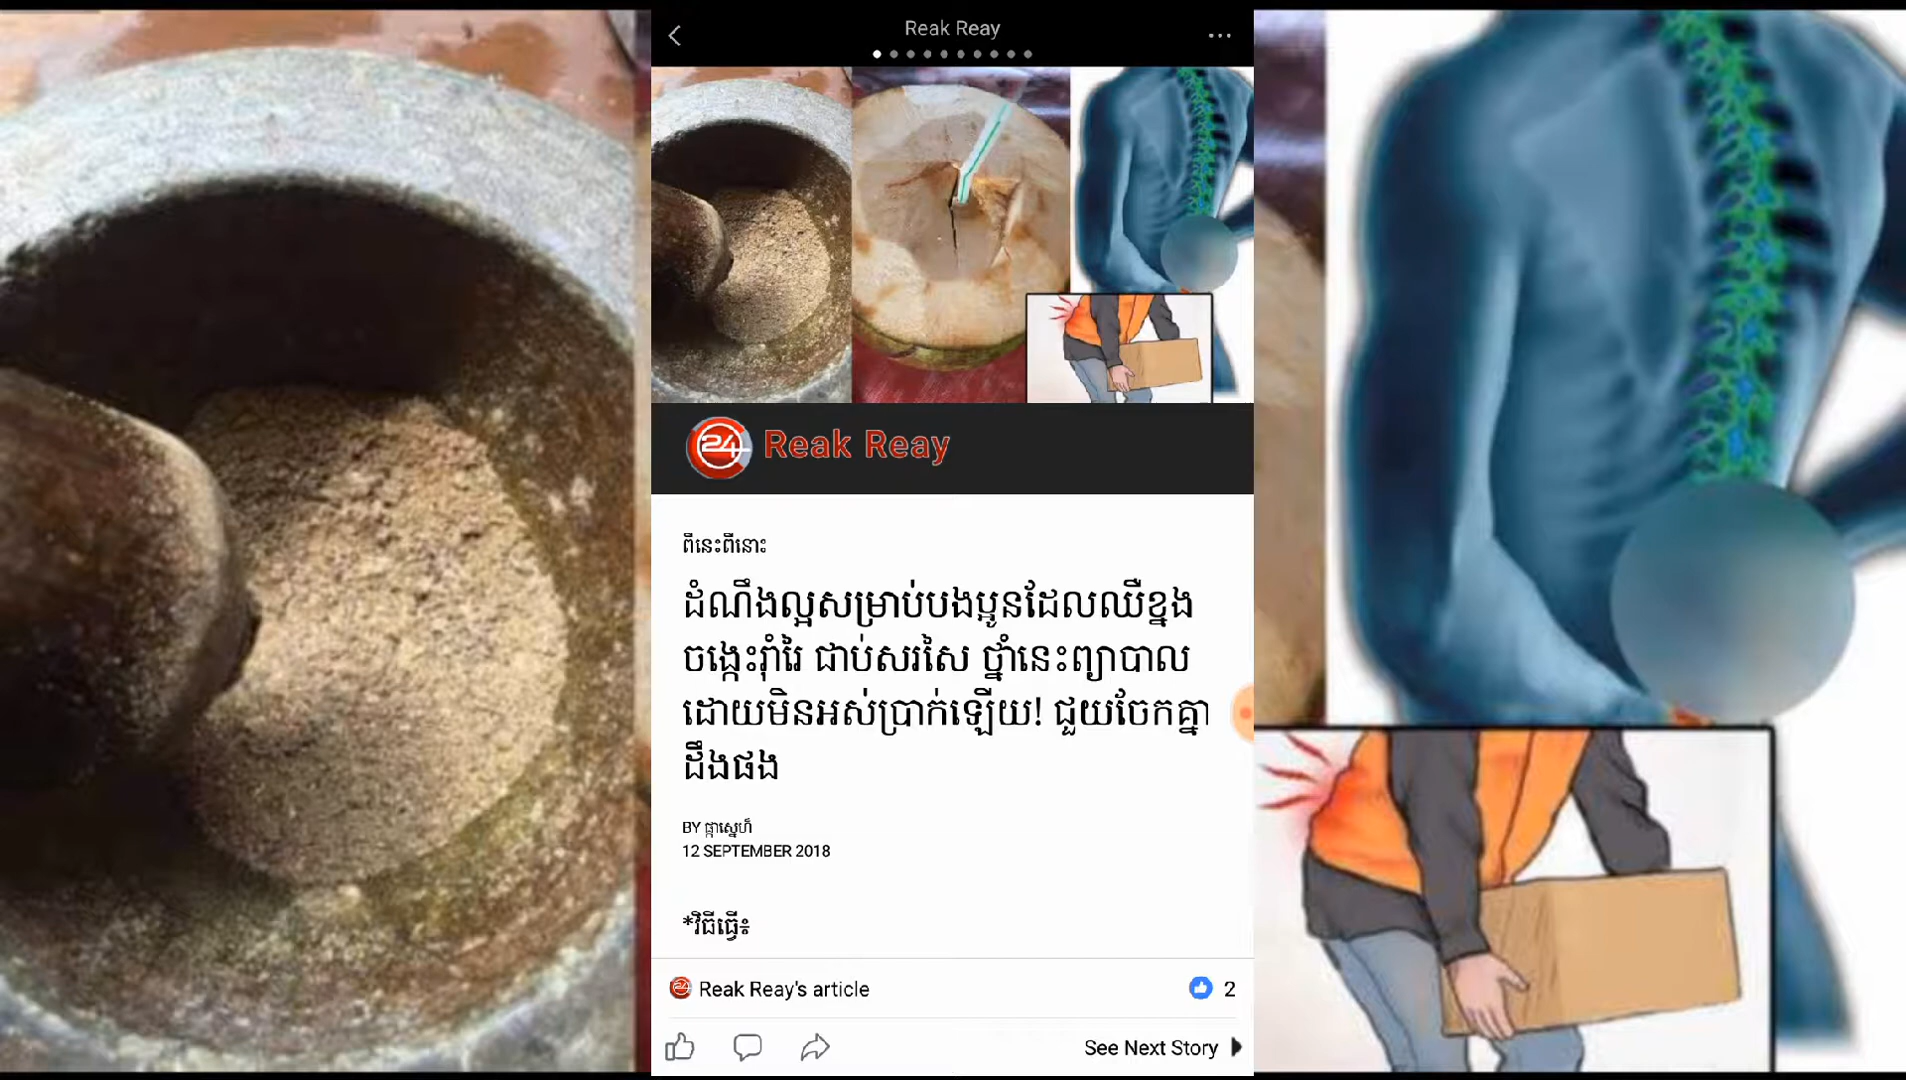 Reak Reay
24 Reak Reay
ពីនេះពីនោះ
ដំណឹងល្អសម្រាប់បងប្អូនដែលឈឺខ្នង
ចង្កេះរ៉ាំរៃ ជាប់សរសៃ ថ្នាំនេះព្យាបាល
ដោយមិនអស់ប្រាក់ឡើយ! ជួយចែកគ្នា
ដឹងផង
BY ផ្កាស្នេហ៍
12 SEPTEMBER 2018
*វិធីធ្វើ៖
24 Reak Reay's article
2
See Next Story